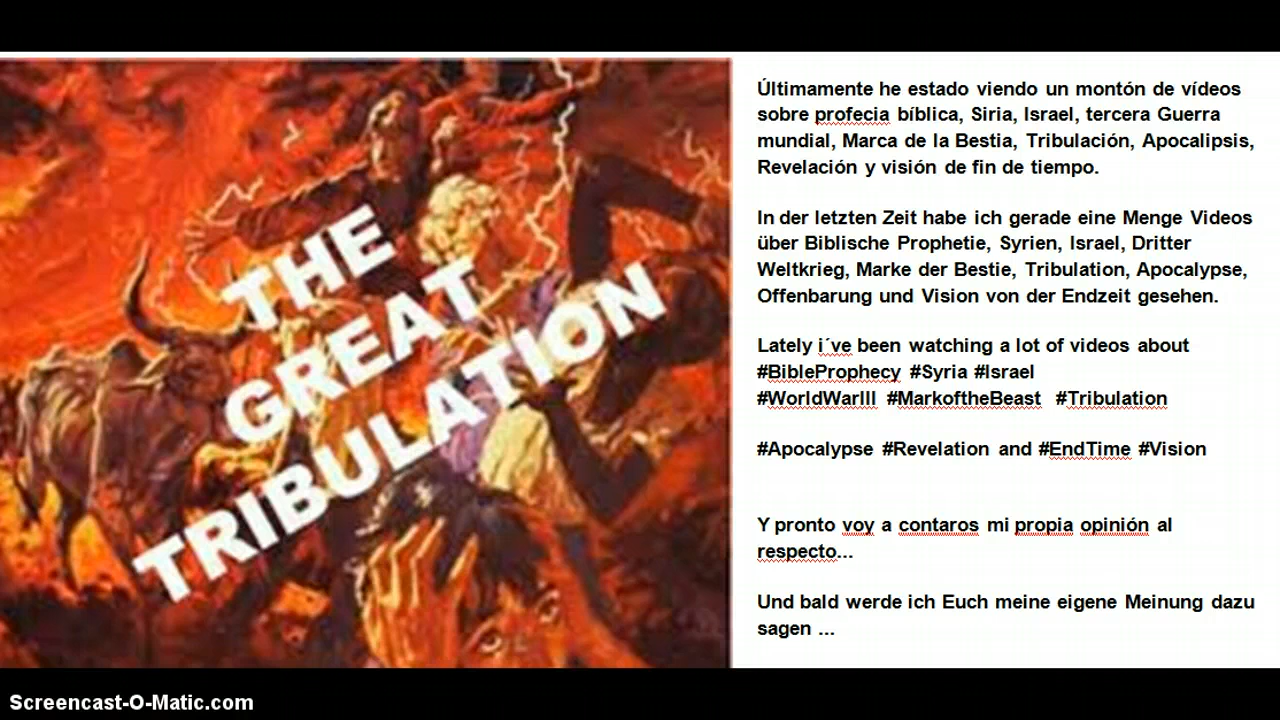 THE
GREAT
TRIBULATION
Últimamente he estado viendo un montón de vídeos
sobre profecia bíblica, Siria, Israel, tercera Guerra
mundial, Marca de la Bestia, Tribulación, Apocalipsis,
Revelación y visión de fin de tiempo.
In der letzten Zeit habe ich gerade eine Menge Videos
über Biblische Prophetie, Syrien, Israel, Dritter
Weltkrieg, Marke der Bestie, Tribulation, Apocalypse,
Offenbarung und Vision von der Endzeit gesehen.
Lately i´ve been watching a lot of videos about
#BibleProphecy #Syria #Israel
#WorldWarIII #MarkoftheBeast #Tribulation
#Apocalypse #Revelation and #EndTime #Vision
Y pronto voy a contaros mi propia opinión al
respecto...
Und bald werde ich Euch meine eigene Meinung dazu
sagen ...
Screencast-O-Matic.com